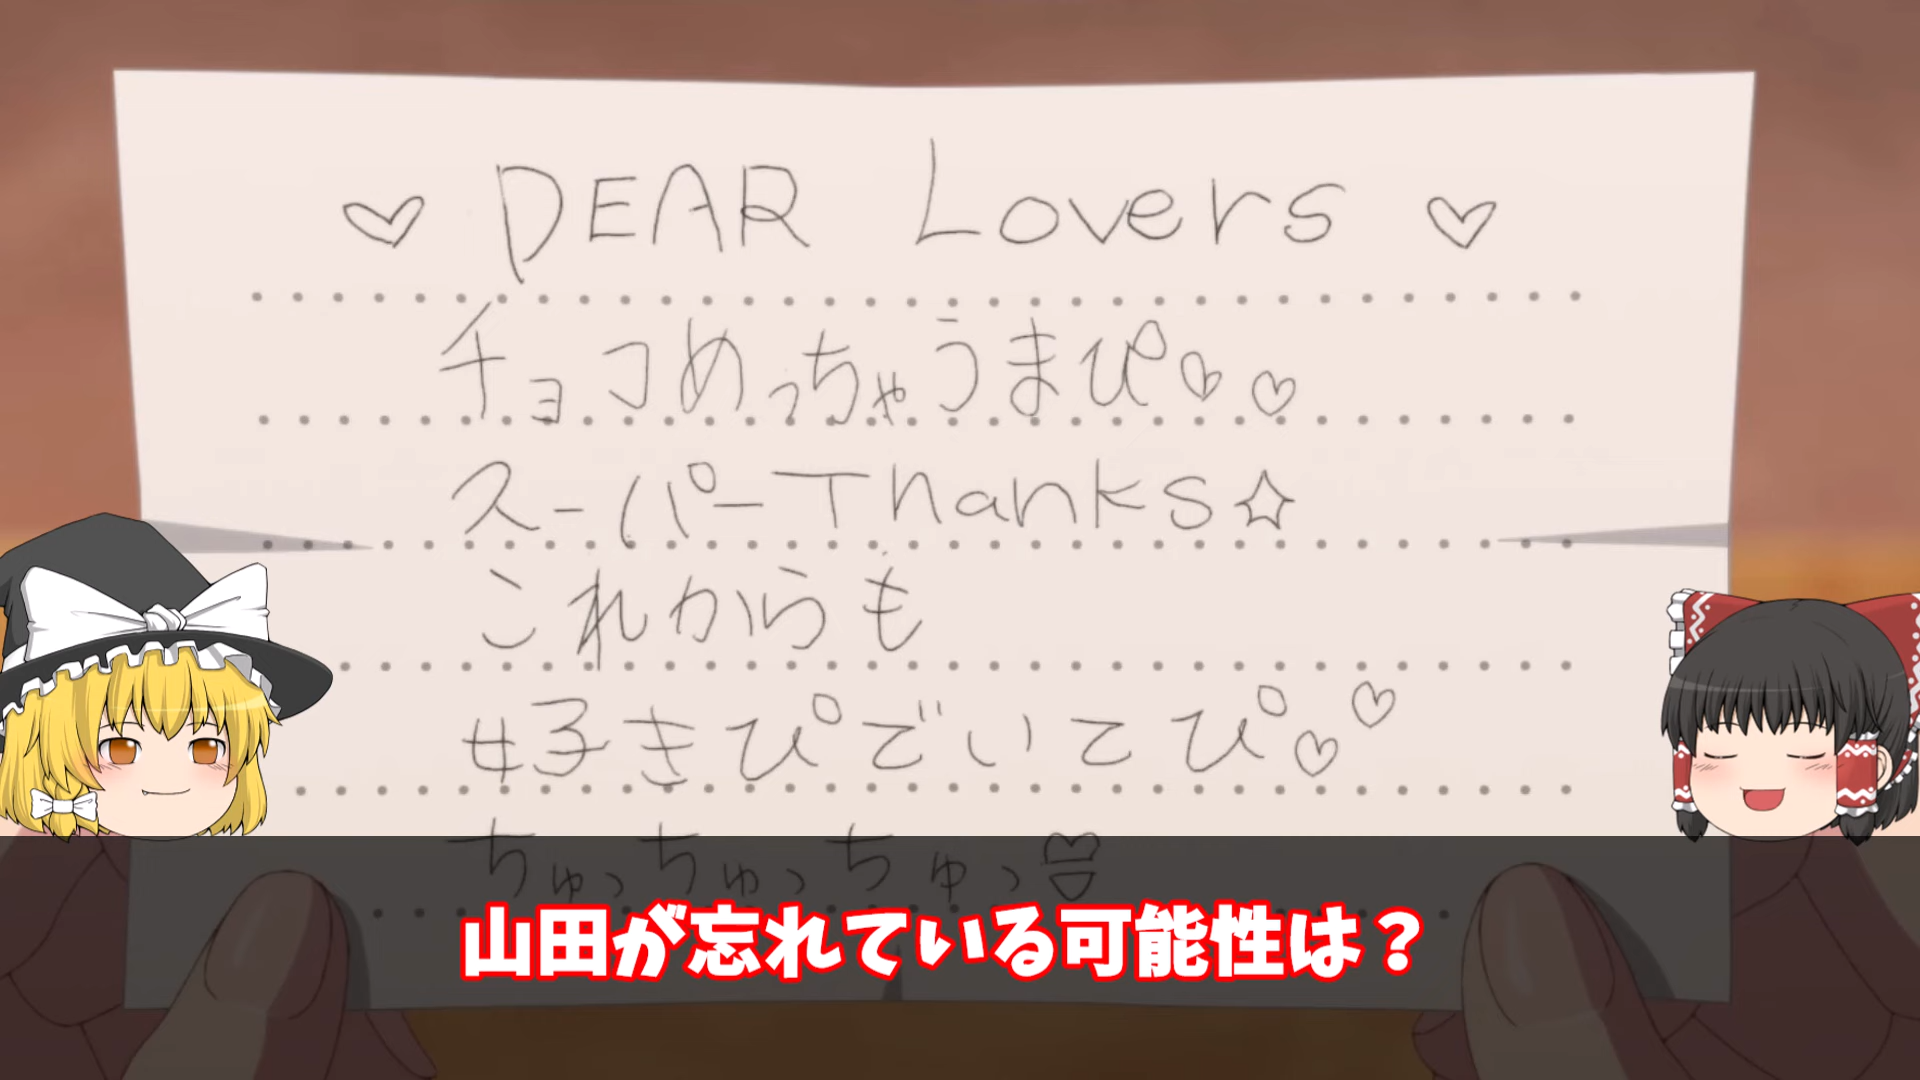 ♡ DEAR Lovers ♡
チョコめっちゃうまぴ♡♡
スーパーThanks☆
これからも
好きぴでいてぴ♡♡
ちゅっちゅっちゅっ♡
山田が忘れている可能性は？